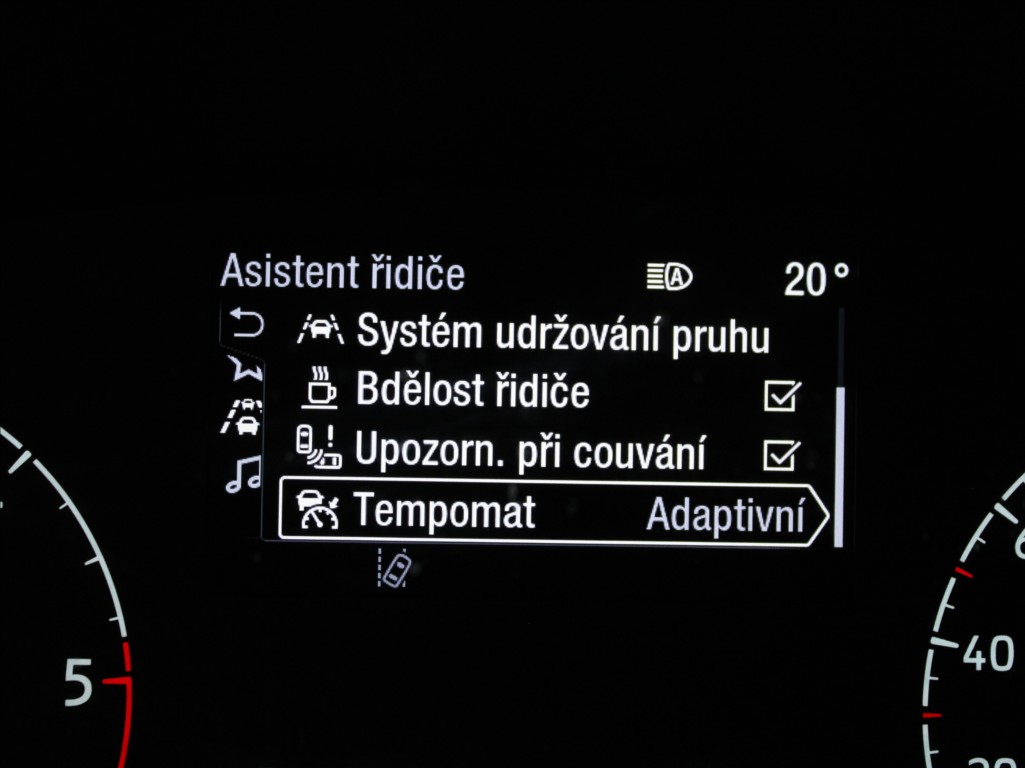 Asistent řidiče A 20°
Systém udržování pruhu
Bdělost řidiče
Upozorn. při couvání
Tempomat Adaptivní
5
40